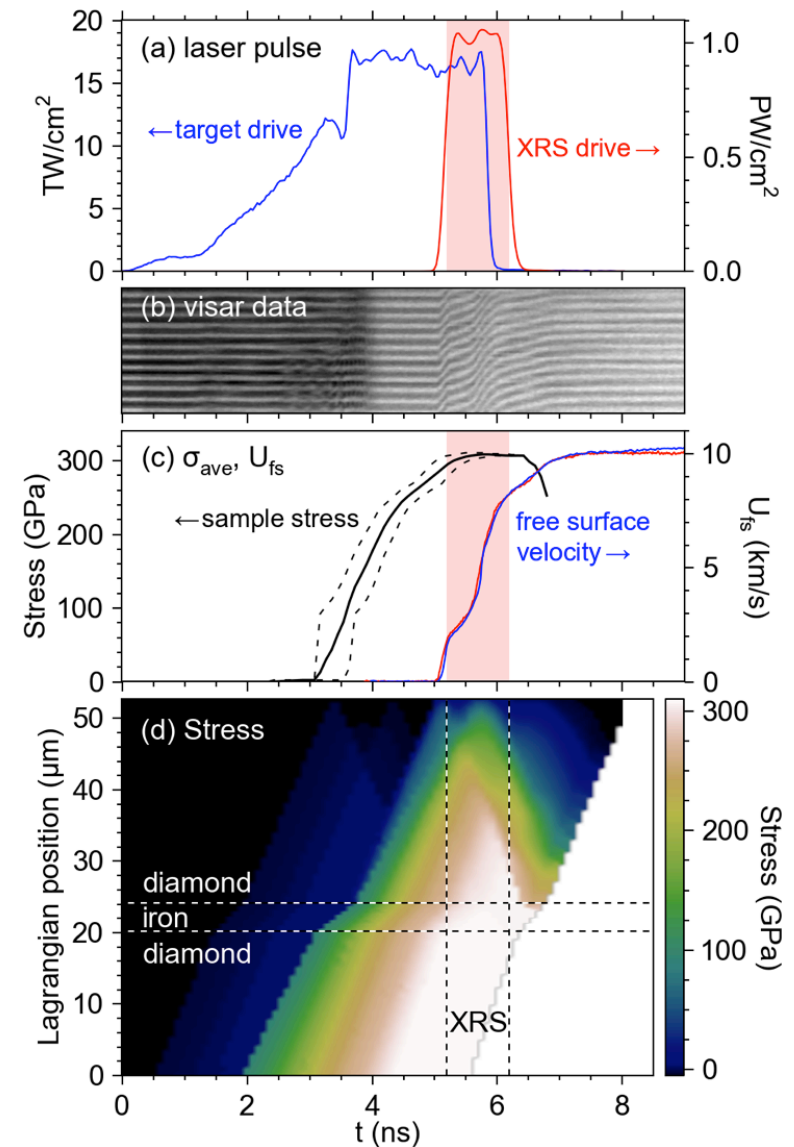 (a) laser pulse
←target drive
XRS drive→
TW/cm²
PW/cm²
20
15
10
5
0
1.0
0.5
0.0
(b) visar data
(c) σave, Ufs
←sample stress
free surface
velocity→
Stress (GPa)
Ufs (km/s)
300
200
100
0
10
5
0
(d) Stress
diamond
iron
diamond
XRS
Lagrangian position (µm)
50
40
30
20
10
0
300
200
100
0
Stress (GPa)
0 2 4 6 8
t (ns)